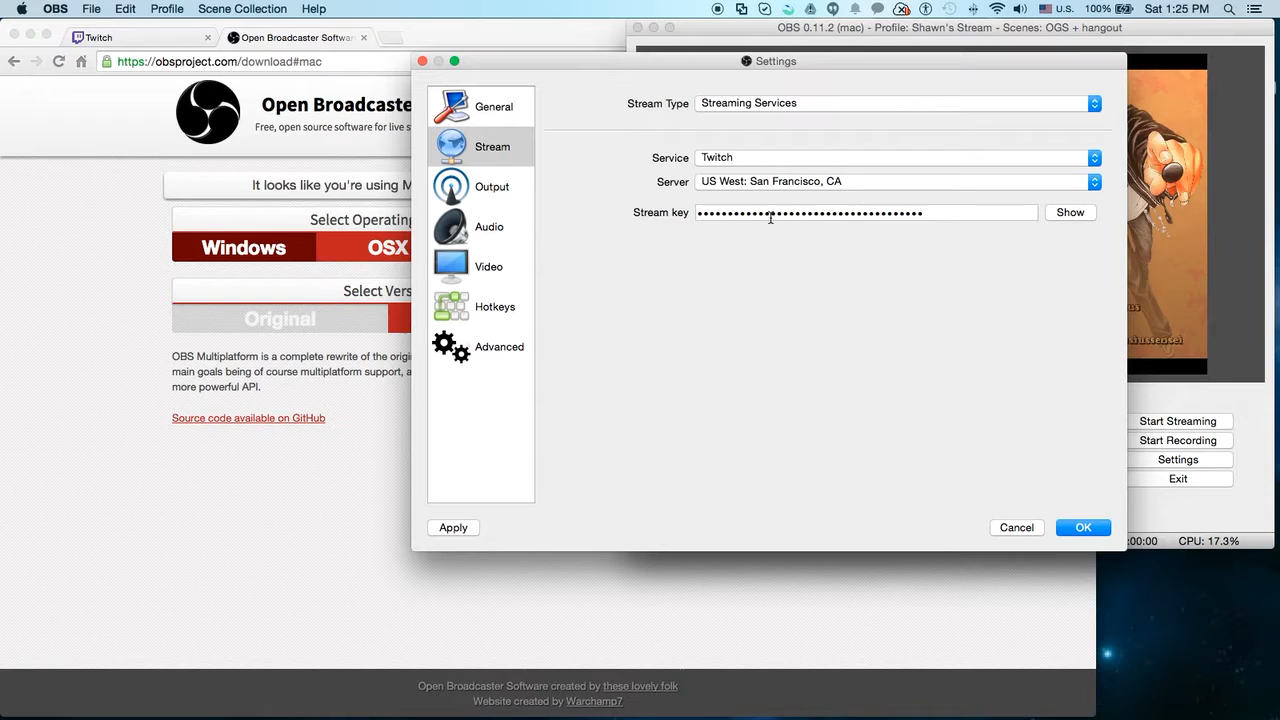 OBS File Edit Profile Scene Collection Help
U.S. 100% Sat 1:25 PM
Twitch
Open Broadcaster Softwar
OBS 0.11.2 (mac) - Profile: Shawn's Stream - Scenes: OGS + hangout
https://obsproject.com/download#mac
Settings
Open Broadcaster
Free, open source software for live s
It looks like you're using M
Select Operating
Windows
OSX
Select Vers
Original
OBS Multiplatform is a complete rewrite of the origi
main goals being of course multiplatform support, a
more powerful API.
Source code available on GitHub
General
Stream
Output
Audio
Video
Hotkeys
Advanced
Stream Type Streaming Services
Service Twitch
Server US West: San Francisco, CA
Stream key ••••••••••••••••••••••••••••••••••••••
Show
Apply
Cancel
OK
Start Streaming
Start Recording
Settings
Exit
:00:00 CPU: 17.3%
Open Broadcaster Software created by these lovely folk
Website created by Warchamp7